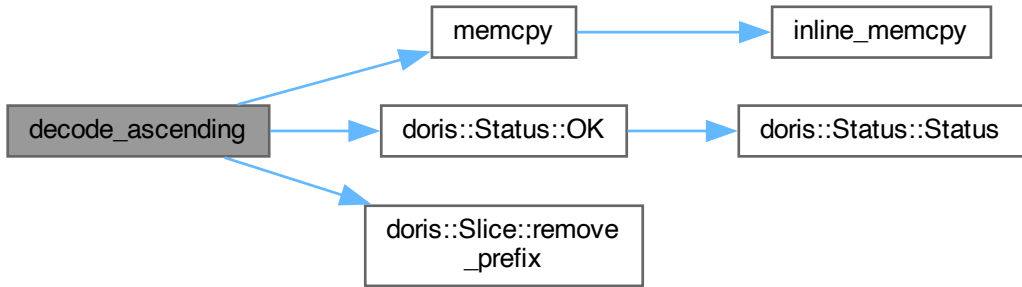 memcpy
inline_memcpy
decode_ascending
doris::Status::OK
doris::Status::Status
doris::Slice::remove
_prefix